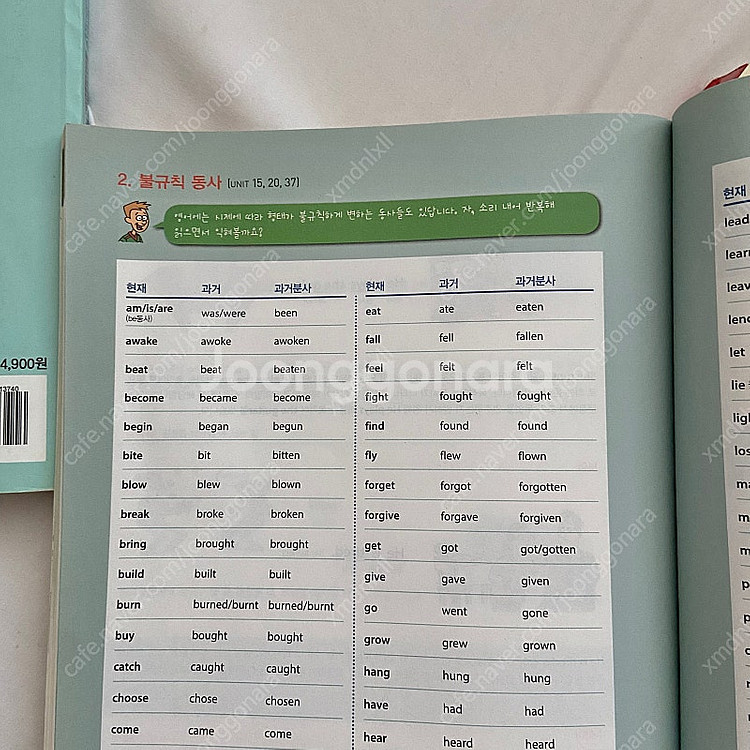 2. 불규칙 동사 (UNIT 15, 20, 37)
영어에는 시제에 따라 형태가 불규칙하게 변하는 동사들도 있답니다. 자, 소리 내어 반복해
읽으면서 익혀볼까요?
현재 과거 과거분사
am/is/are was/were been
(be동사)
awake awoke awoken
beat beat beaten
become became become
begin began begun
bite bit bitten
blow blew blown
break broke broken
bring brought brought
build built built
burn burned/burnt burned/burnt
buy bought bought
catch caught caught
choose chose chosen
come came come
현재 과거 과거분사
eat ate eaten
fall fell fallen
feel felt felt
fight fought fought
find found found
fly flew flown
forget forgot forgotten
forgive forgave forgiven
get got got/gotten
give gave given
go went gone
grow grew grown
hang hung hung
have had had
hear heard heard
현재
lead
learn
leav
lend
let
lie
ligh
los
4,900원
13740
Joonggonara
cafe.naver.com/joonggonara
xmdnlxll